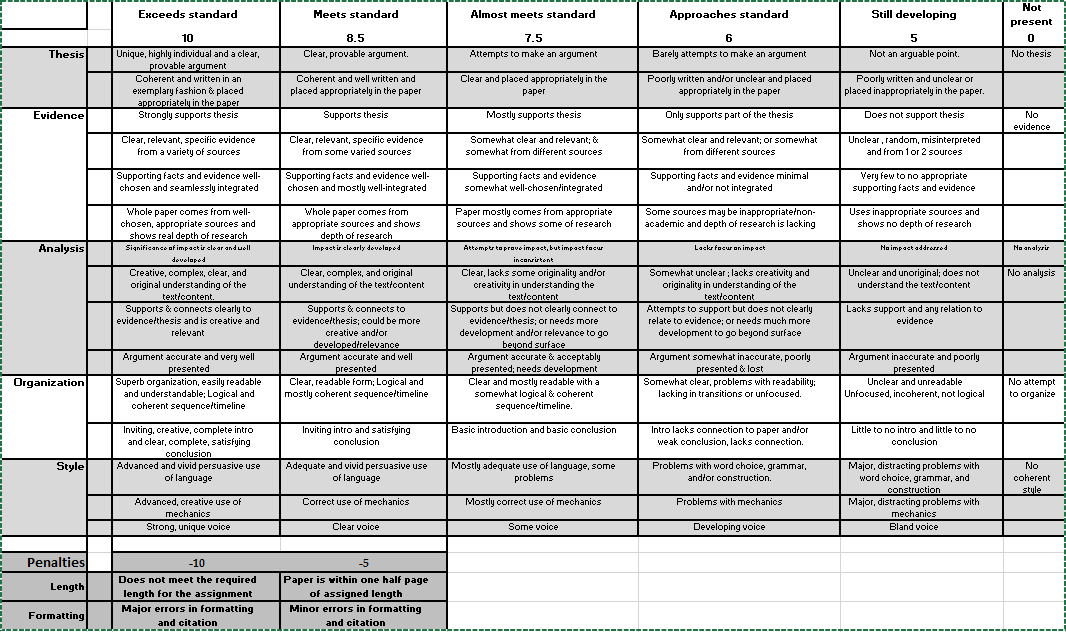 Exceeds standard Meets standard Almost meets standard Approaches standard Still developing Not present
10 8.5 7.5 6 5 0
Thesis
Unique, highly individual and a clear,
provable argument
Clear, provable argument.
Attempts to make an argument
Barely attempts to make an argument
Not an arguable point.
No thesis
Coherent and written in an
exemplary fashion & placed
appropriately in the paper
Coherent and well written and
placed appropriately in the paper
Clear and placed appropriately in the
paper
Poorly written and/or unclear and placed
appropriately in the paper
Poorly written and unclear or
placed inappropriately in the paper.
Evidence
Strongly supports thesis
Supports thesis
Mostly supports thesis
Only supports part of the thesis
Does not support thesis
No
evidence
Clear, relevant, specific evidence
from a variety of sources
Clear, relevant, specific evidence
from some varied sources
Somewhat clear and relevant; &
somewhat from different sources
Somewhat clear and relevant; or somewhat
from different sources
Unclear , random, misinterpreted
and from 1 or 2 sources
Supporting facts and evidence well-
chosen and seamlessly integrated
Supporting facts and evidence well-
chosen and mostly well-integrated
Supporting facts and evidence
somewhat well-chosen/integrated
Supporting facts and evidence minimal
and/or not integrated
Very few to no appropriate
supporting facts and evidence
Whole paper comes from well-
chosen, appropriate sources and
shows real depth of research
Whole paper comes from
appropriate sources and shows
depth of research
Paper mostly comes from appropriate
sources and shows some of research
Some sources may be inappropriate/non-
academic and depth of research is lacking
Uses inappropriate sources and
shows no depth of research
Analysis
Significance of impact is clear and well
developed
Impact is clearly developed
Attempts to prove impact, but impact focus
inconsistent
Lacks focus on impact
No impact addressed
No analysis
Creative, complex, clear, and
original understanding of the
text/content.
Clear, complex, and original
understanding of the text/content
Clear, lacks some originality and/or
creativity in understanding the
text/content
Somewhat unclear ; lacks creativity and
originality in understanding of the
text/content
Unclear and unoriginal; does not
understand the text/content
No analysis
Supports & connects clearly to
evidence/thesis and is creative and
relevant
Supports & connects to
evidence/thesis; could be more
creative and/or
developed/relevance
Supports but does not clearly connect to
evidence/thesis; or needs more
development and/or relevance to go
beyond surface
Attempts to support but does not clearly
relate to evidence; or needs much more
development to go beyond surface
Lacks support and any relation to
evidence
Argument accurate and very well
presented
Argument accurate and well
presented
Argument accurate & acceptably
presented; needs development
Argument somewhat inaccurate, poorly
presented & lost
Argument inaccurate and poorly
presented
Organization
Superb organization, easily readable
and understandable; Logical and
coherent sequence/timeline
Clear, readable form; Logical and
mostly coherent sequence/timeline
Clear and mostly readable with a
somewhat logical & coherent
sequence/timeline.
Somewhat clear, problems with readability;
lacking in transitions or unfocused.
Unclear and unreadable
Unfocused, incoherent, not logical
No attempt
to organize
Inviting, creative, complete intro
and clear, complete, satisfying
conclusion
Inviting intro and satisfying
conclusion
Basic introduction and basic conclusion
Intro lacks connection to paper and/or
weak conclusion, lacks connection.
Little to no intro and little to no
conclusion
Style
Advanced and vivid persuasive use
of language
Adequate and vivid persuasive use
of language
Mostly adequate use of language, some
problems
Problems with word choice, grammar,
and/or construction.
Major, distracting problems with
word choice, grammar, and
construction
No
coherent
style
Advanced, creative use of
mechanics
Correct use of mechanics
Mostly correct use of mechanics
Problems with mechanics
Major, distracting problems with
mechanics
Strong, unique voice
Clear voice
Some voice
Developing voice
Bland voice
Penalties -10 -5
Length
Does not meet the required
length for the assignment
Paper is within one half page
of assigned length
Formatting
Major errors in formatting
and citation
Minor errors in formatting
and citation